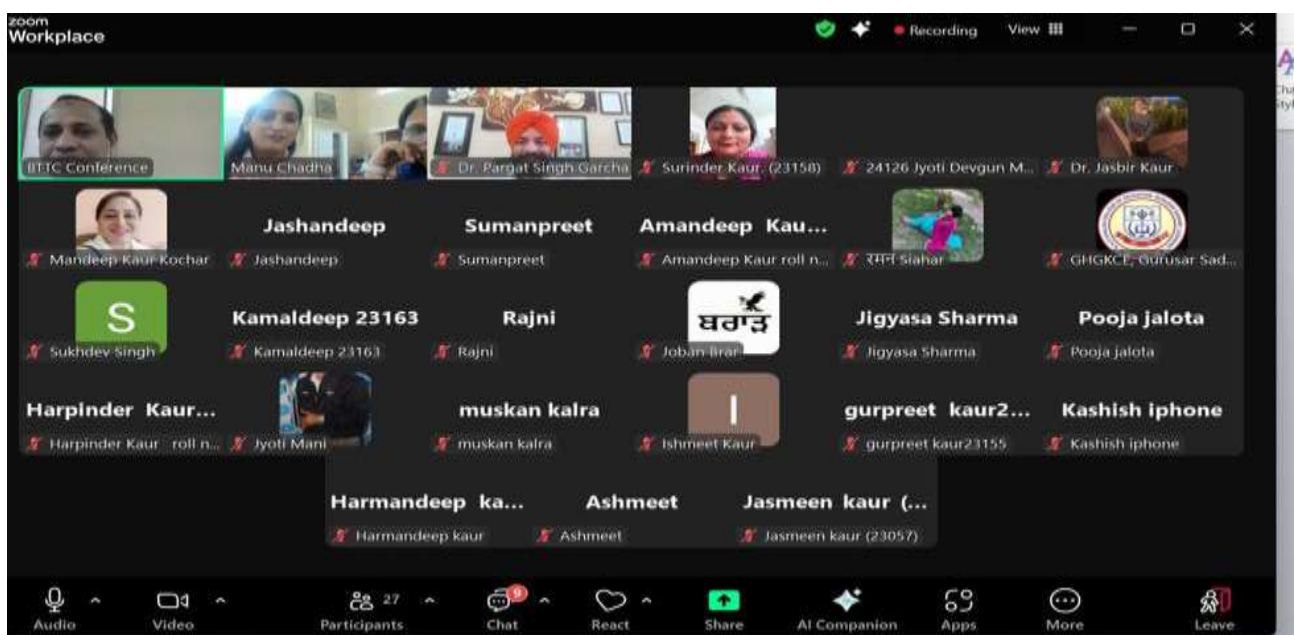 zoom
Workplace
Recording View
IITTC Conference
Manu Chadha
Dr. Pargat Singh Garcha
Surinder Kaur. (23158)
24126 Jyoti Devgun M...
Dr. Jasbir Kaur
Mandeep Kaur Kochar
Jashandeep
Jashandeep
Sumanpreet
Sumanpreet
Amandeep Kau...
Amandeep Kaur roll n...
रमन Siahar
GHGKCE, Gurusar Sad...
S
Sukhdev Singh
Kamaldeep 23163
Kamaldeep 23163
Rajni
Rajni
ਬਰਾੜ
Joban Brar
Jigyasa Sharma
Jigyasa Sharma
Pooja jalota
Pooja jalota
Harpinder Kaur...
Harpinder Kaur roll n...
Jyoti Mani
muskan kalra
muskan kalra
I
Ishmeet Kaur
gurpreet kaur2...
gurpreet kaur23155
Kashish iphone
Kashish iphone
Harmandeep ka...
Harmandeep kaur
Ashmeet
Ashmeet
Jasmeen kaur (...
Jasmeen kaur (23057)
Audio
Video
27
Participants
9
Chat
React
Share
AI Companion
Apps
More
Leave